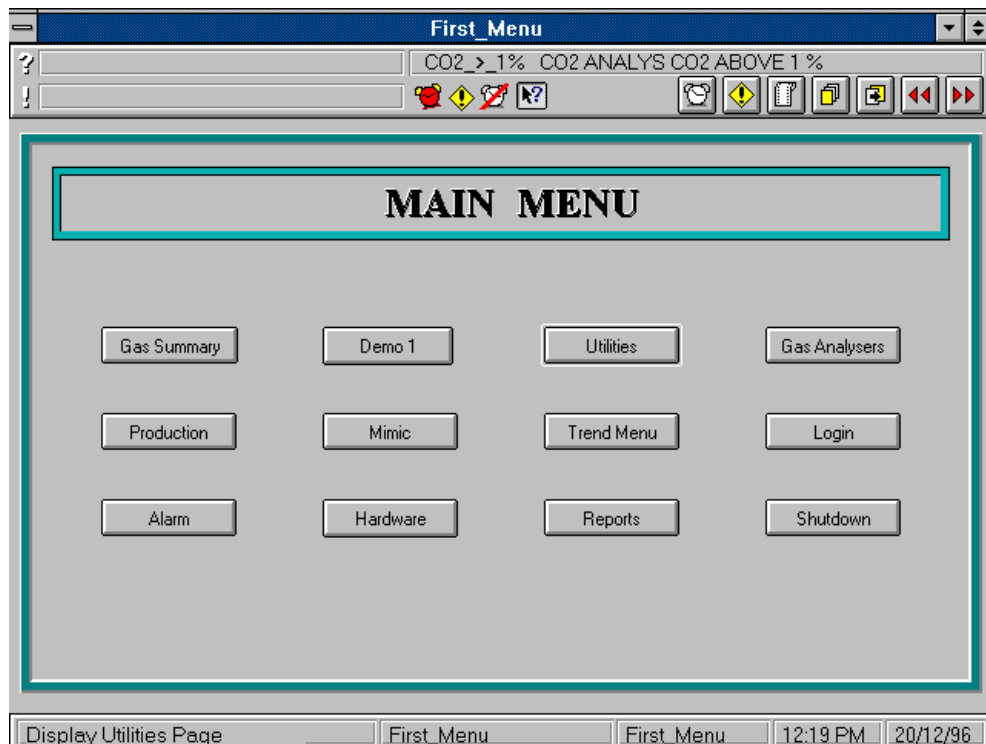 First_Menu
? CO2_>_1% CO2 ANALYS CO2 ABOVE 1 %
!
MAIN MENU
Gas Summary Demo 1 Utilities Gas Analysers
Production Mimic Trend Menu Login
Alarm Hardware Reports Shutdown
Display Utilities Page First_Menu First_Menu 12:19 PM 20/12/96